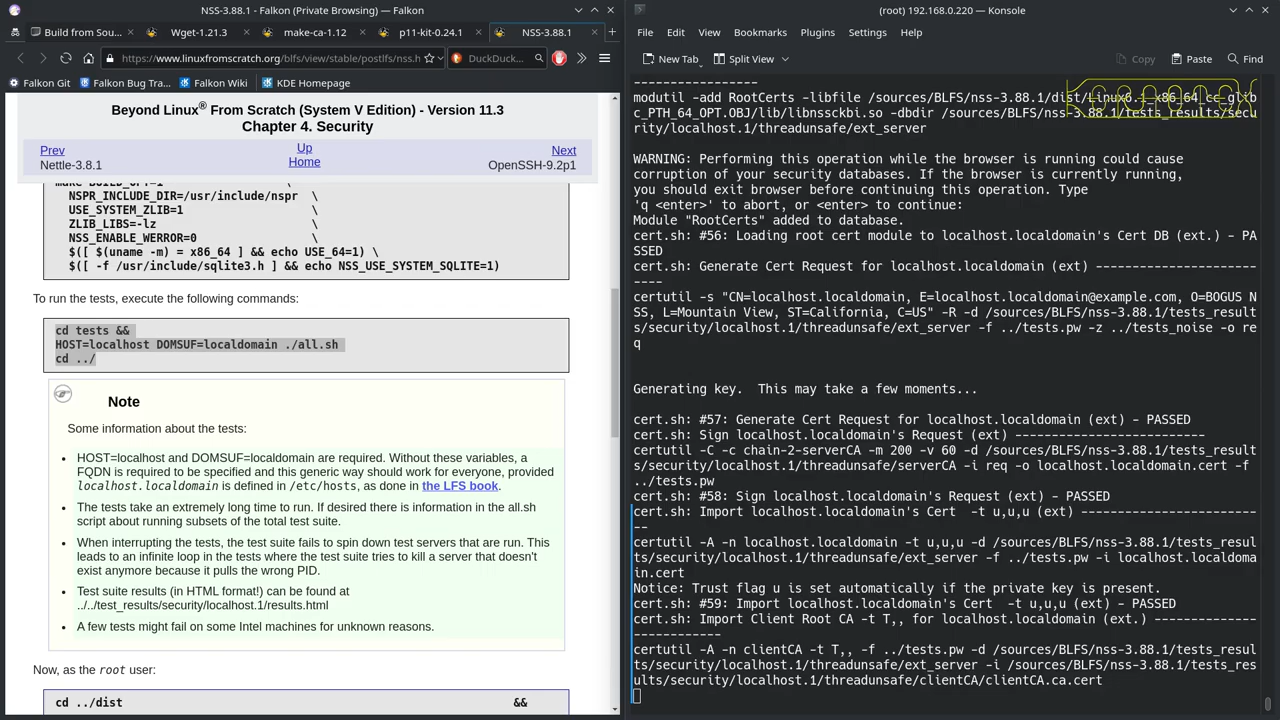 NSS-3.88.1 - Falkon (Private Browsing) — Falkon
Build from Sou...
Wget-1.21.3
make-ca-1.12
p11-kit-0.24.1
NSS-3.88.1
https://www.linuxfromscratch.org/blfs/view/stable/postlfs/nss.h
DuckDuck...
Falkon Git
Falkon Bug Tra...
Falkon Wiki
KDE Homepage
Beyond Linux® From Scratch (System V Edition) - Version 11.3
Chapter 4. Security
Prev
Up
Next
Nettle-3.8.1
Home
OpenSSH-9.2p1
make BUILD_OPT=1 \
NSPR_INCLUDE_DIR=/usr/include/nspr \
USE_SYSTEM_ZLIB=1 \
ZLIB_LIBS=-lz \
NSS_ENABLE_WERROR=0 \
$([ $(uname -m) = x86_64 ] && echo USE_64=1) \
$([ -f /usr/include/sqlite3.h ] && echo NSS_USE_SYSTEM_SQLITE=1)
To run the tests, execute the following commands:
cd tests &&
HOST=localhost DOMSUF=localdomain ./all.sh
cd ../
Note
Some information about the tests:
• HOST=localhost and DOMSUF=localdomain are required. Without these variables, a
FQDN is required to be specified and this generic way should work for everyone, provided
localhost.localdomain is defined in /etc/hosts, as done in the LFS book.
• The tests take an extremely long time to run. If desired there is information in the all.sh
script about running subsets of the total test suite.
• When interrupting the tests, the test suite fails to spin down test servers that are run. This
leads to an infinite loop in the tests where the test suite tries to kill a server that doesn't
exist anymore because it pulls the wrong PID.
• Test suite results (in HTML format!) can be found at
../../test_results/security/localhost.1/results.html
• A few tests might fail on some Intel machines for unknown reasons.
Now, as the root user:
cd ../dist &&
(root) 192.168.0.220 — Konsole
File Edit View Bookmarks Plugins Settings Help
New Tab
Split View
Copy
Paste
Find
-----------------
modutil -add RootCerts -libfile /sources/BLFS/nss-3.88.1/dist/Linux6.1_x86_64_cc_glib
c_PTH_64_OPT.OBJ/lib/libnssckbi.so -dbdir /sources/BLFS/nss-3.88.1/tests_results/secu
rity/localhost.1/threadunsafe/ext_server
WARNING: Performing this operation while the browser is running could cause
corruption of your security databases. If the browser is currently running,
you should exit browser before continuing this operation. Type
'q <enter>' to abort, or <enter> to continue:
Module "RootCerts" added to database.
cert.sh: #56: Loading root cert module to localhost.localdomain's Cert DB (ext.) - PA
SSED
cert.sh: Generate Cert Request for localhost.localdomain (ext) -----------------------
----
certutil -s "CN=localhost.localdomain, E=localhost.localdomain@example.com, O=BOGUS N
SS, L=Mountain View, ST=California, C=US" -R -d /sources/BLFS/nss-3.88.1/tests_result
s/security/localhost.1/threadunsafe/ext_server -f ../tests.pw -z ../tests_noise -o re
q
Generating key. This may take a few moments...
cert.sh: #57: Generate Cert Request for localhost.localdomain (ext) - PASSED
cert.sh: Sign localhost.localdomain's Request (ext) -------------------------
certutil -C -c chain-2-serverCA -m 200 -v 60 -d /sources/BLFS/nss-3.88.1/tests_result
s/security/localhost.1/threadunsafe/serverCA -i req -o localhost.localdomain.cert -f
../tests.pw
cert.sh: #58: Sign localhost.localdomain's Request (ext) - PASSED
cert.sh: Import localhost.localdomain's Cert -t u,u,u (ext) -------------------------
--
certutil -A -n localhost.localdomain -t u,u,u -d /sources/BLFS/nss-3.88.1/tests_resul
ts/security/localhost.1/threadunsafe/ext_server -f ../tests.pw -i localhost.localdoma
in.cert
Notice: Trust flag u is set automatically if the private key is present.
cert.sh: #59: Import localhost.localdomain's Cert -t u,u,u (ext) - PASSED
cert.sh: Import Client Root CA -t T,, for localhost.localdomain (ext.) ---------------
------------
certutil -A -n clientCA -t T,, -f ../tests.pw -d /sources/BLFS/nss-3.88.1/tests_resul
ts/security/localhost.1/threadunsafe/ext_server -i /sources/BLFS/nss-3.88.1/tests_res
ults/security/localhost.1/threadunsafe/clientCA/clientCA.ca.cert